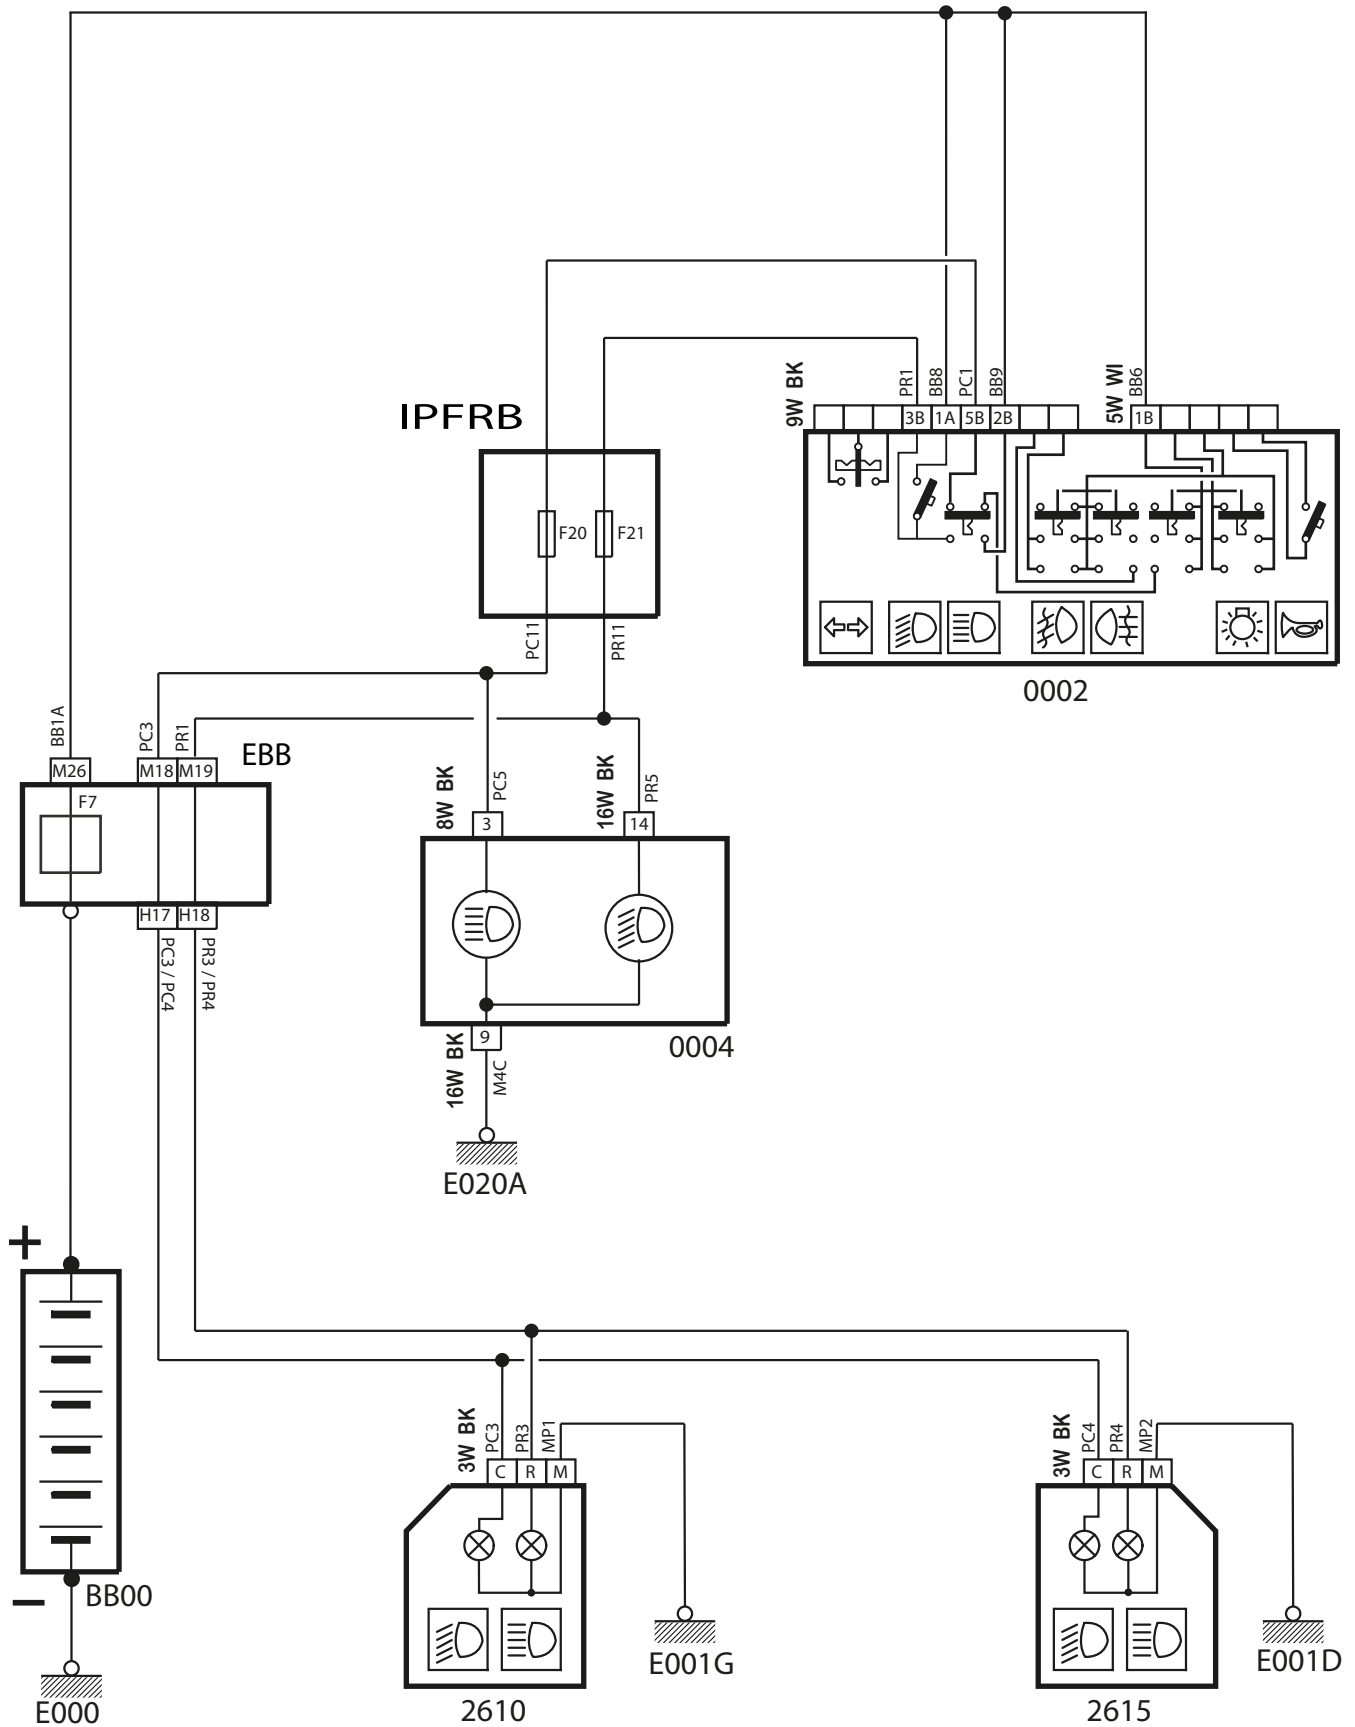 9W BK
PR1
BB8
PC1
BB9
5W WI
BB6
3B
1A
5B
2B
1B
IPFRB
F20
F21
PC11
PR11
0002
BB1A
PC3
PR1
EBB
M26
M18
M19
F7
8W BK
PC5
16W BK
PR5
3
14
H17
H18
PC3 / PC4
PR3 / PR4
9
0004
16W BK
M4C
E020A
+
3W BK
PC3
PR3
MP1
3W BK
PC4
PR4
MP2
C
R
M
C
R
M
–
BB00
E001G
E001D
E000
2610
2615